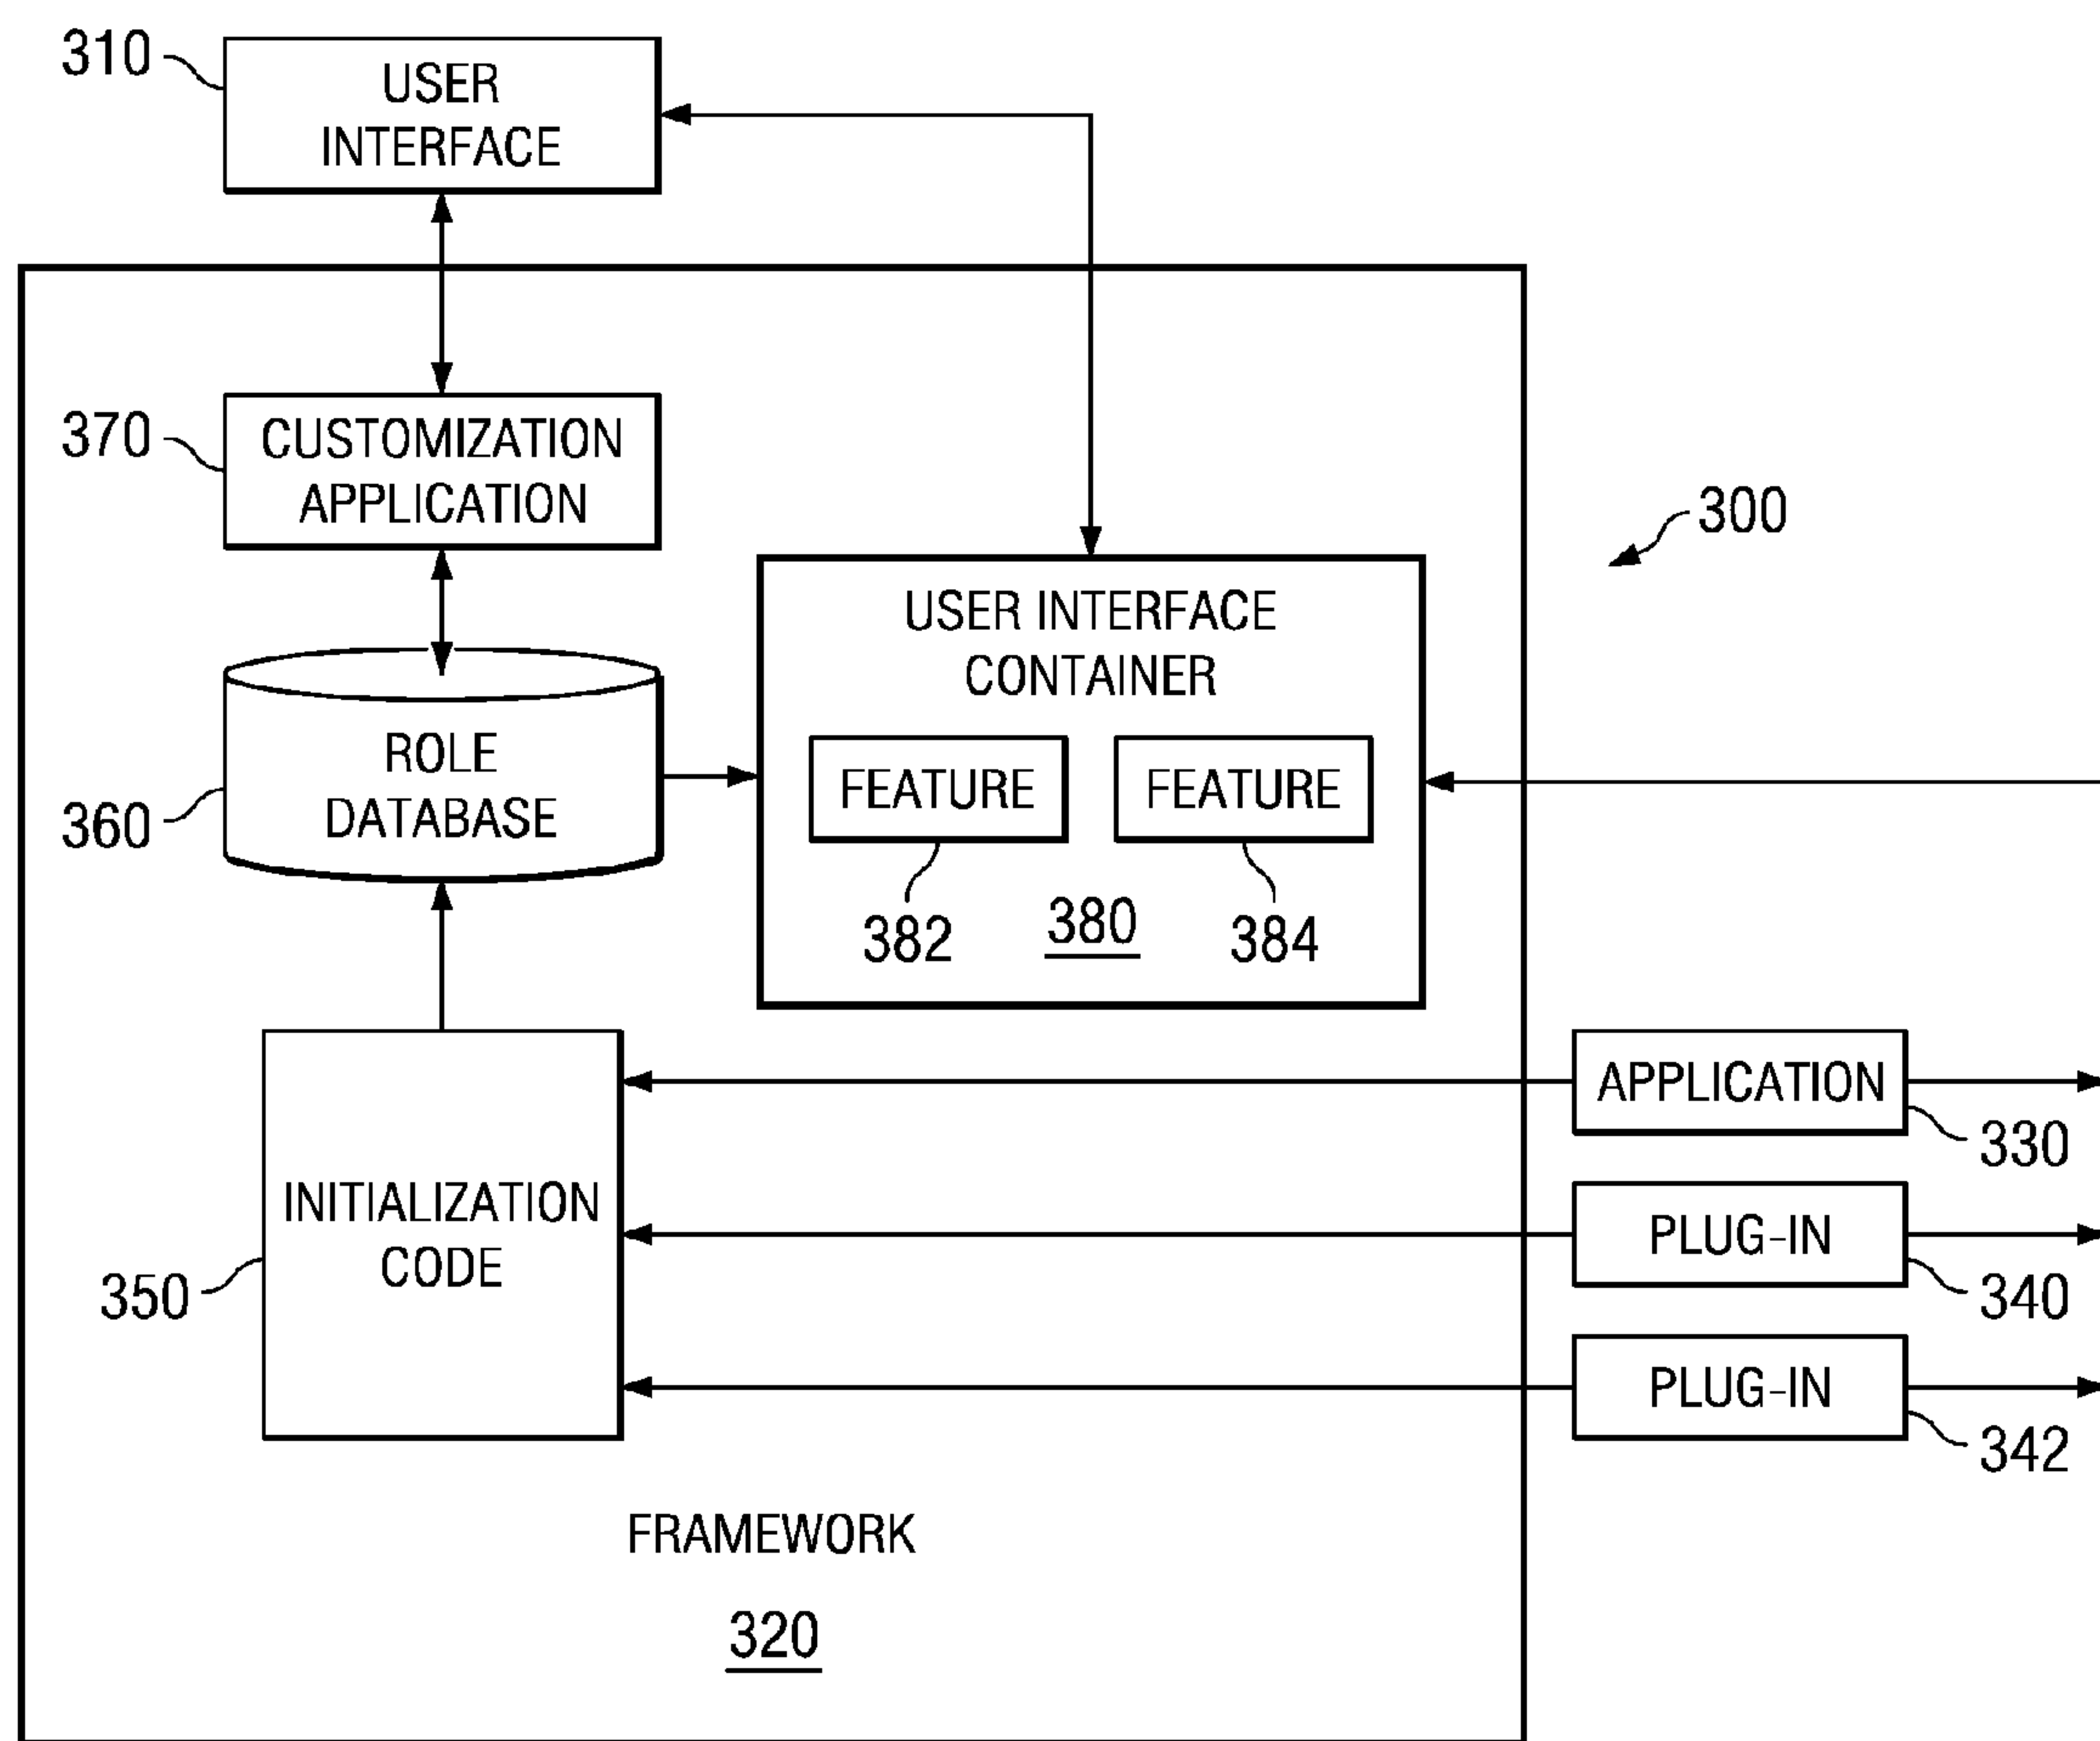 310
USER
INTERFACE
370
CUSTOMIZATION
APPLICATION
300
USER INTERFACE
CONTAINER
ROLE
DATABASE
360
FEATURE
FEATURE
382
380
384
INITIALIZATION
CODE
350
APPLICATION
330
PLUG-IN
340
PLUG-IN
342
FRAMEWORK
320